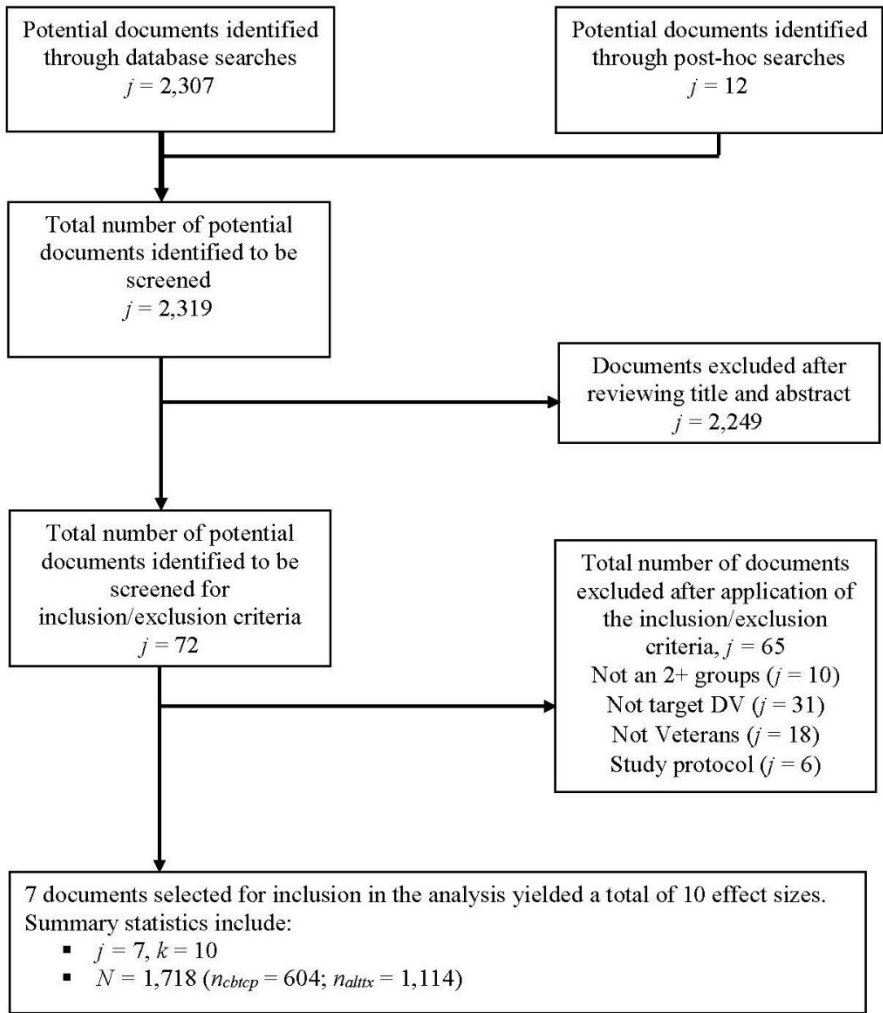 Potential documents identified
through database searches
j = 2,307
Potential documents identified
through post-hoc searches
j = 12
Total number of potential
documents identified to be
screened
j = 2,319
Documents excluded after
reviewing title and abstract
j = 2,249
Total number of potential
documents identified to be
screened for
inclusion/exclusion criteria
j = 72
Total number of documents
excluded after application of
the inclusion/exclusion
criteria, j = 65
Not an 2+ groups (j = 10)
Not target DV (j = 31)
Not Veterans (j = 18)
Study protocol (j = 6)
7 documents selected for inclusion in the analysis yielded a total of 10 effect sizes.
Summary statistics include:
▪ j = 7, k = 10
▪ N = 1,718 (ncbtcp = 604; nalttx = 1,114)